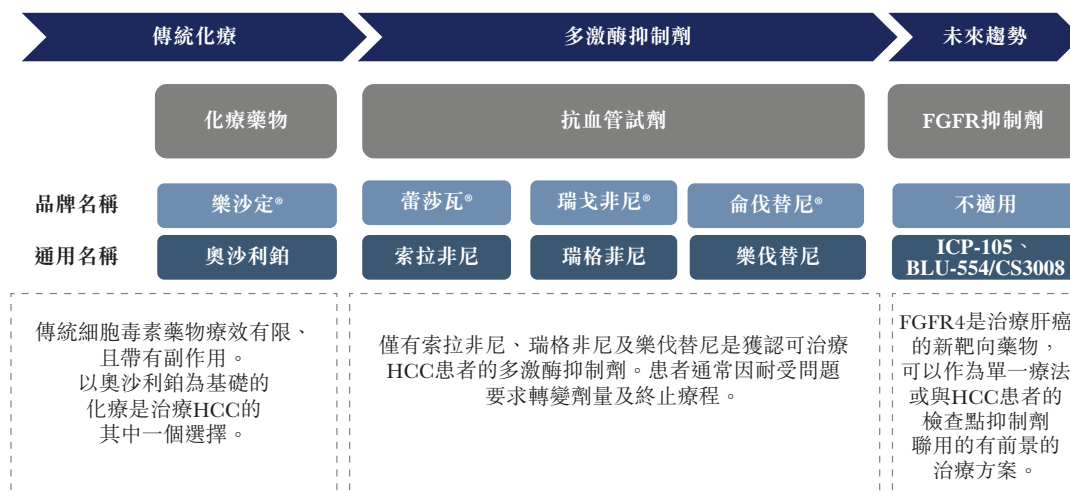 傳統化療
多激酶抑制劑
未來趨勢
化療藥物
抗血管試劑
FGFR抑制劑
品牌名稱
樂沙定®
蕾莎瓦®
瑞戈非尼®
侖伐替尼®
不適用
通用名稱
奧沙利鉑
索拉非尼
瑞格非尼
樂伐替尼
ICP-105、
BLU-554/CS3008
傳統細胞毒素藥物療效有限、
且帶有副作用。
以奧沙利鉑為基礎的
化療是治療HCC的
其中一個選擇。
僅有索拉非尼、瑞格非尼及樂伐替尼是獲認可治療
HCC患者的多激酶抑制劑。患者通常因耐受問題
要求轉變劑量及終止療程。
FGFR4是治療肝癌
的新靶向藥物，
可以作為單一療法
或與HCC患者的
檢查點抑制劑
聯用的有前景的
治療方案。